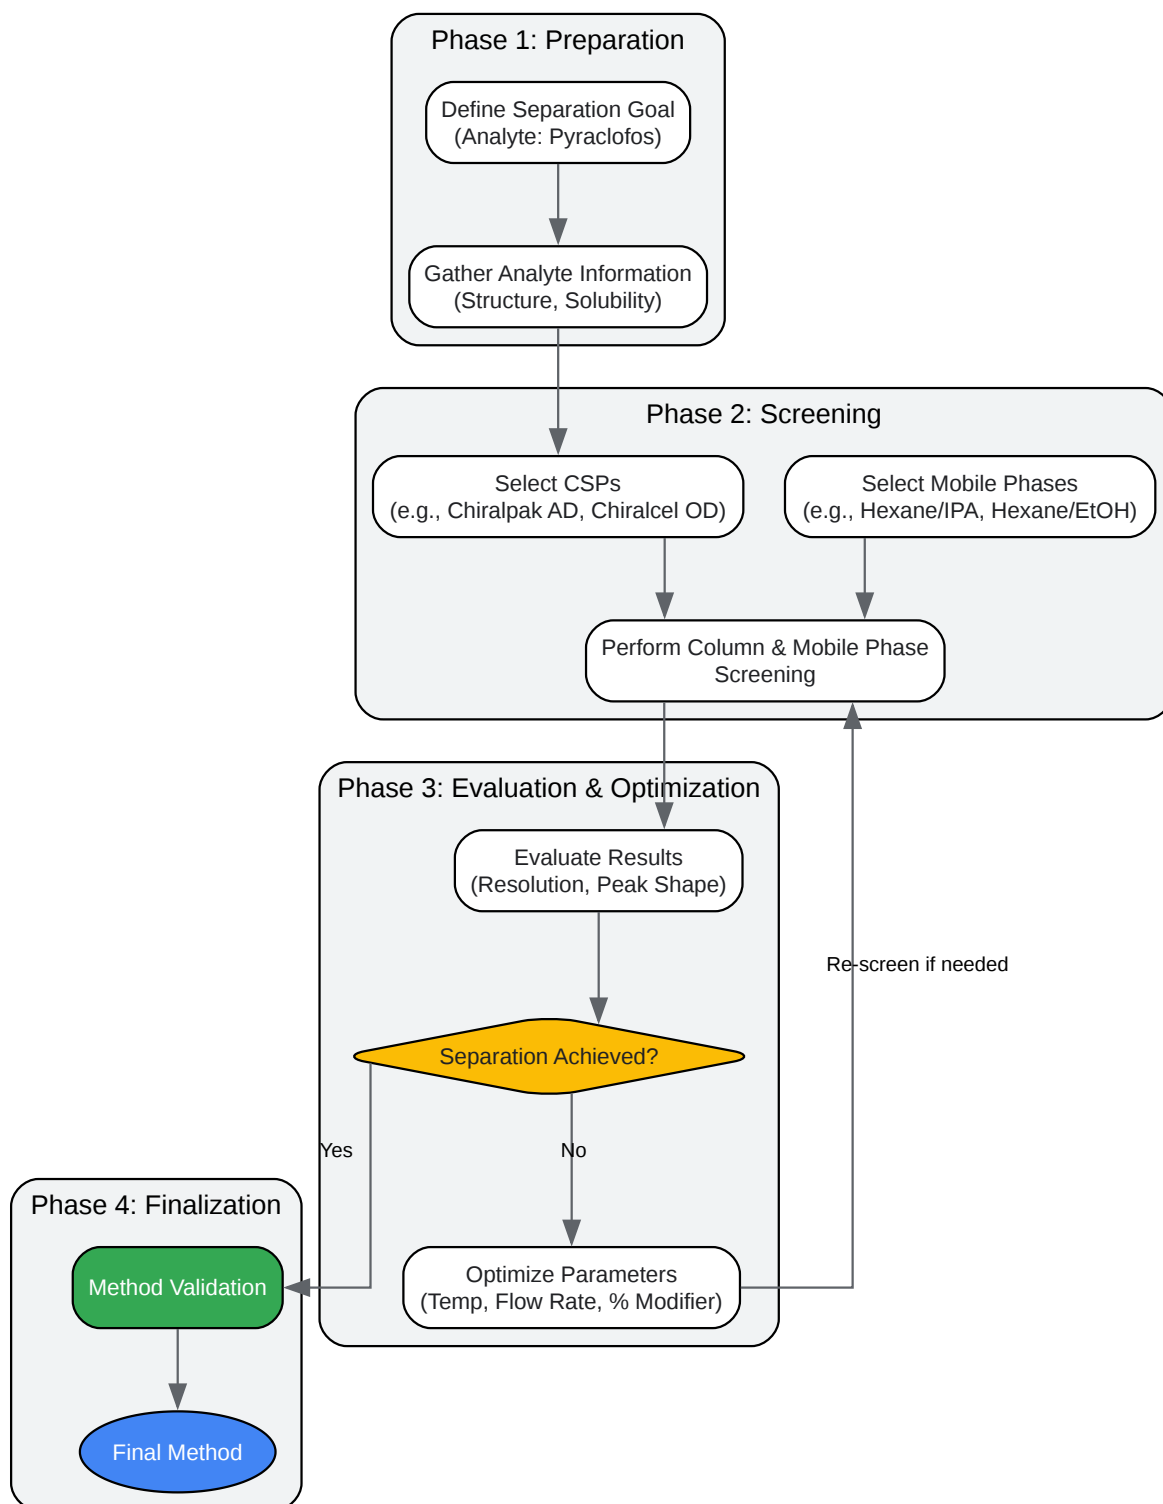 Phase 1: Preparation
Define Separation Goal
(Analyte: Pyraclofos)
Gather Analyte Information
(Structure, Solubility)
Phase 2: Screening
Select CSPs
(e.g., Chiralpak AD, Chiralcel OD)
Select Mobile Phases
(e.g., Hexane/IPA, Hexane/EtOH)
Perform Column & Mobile Phase
Screening
Phase 3: Evaluation & Optimization
Evaluate Results
(Resolution, Peak Shape)
Re-screen if needed
Separation Achieved?
Yes
No
Optimize Parameters
(Temp, Flow Rate, % Modifier)
Phase 4: Finalization
Method Validation
Final Method